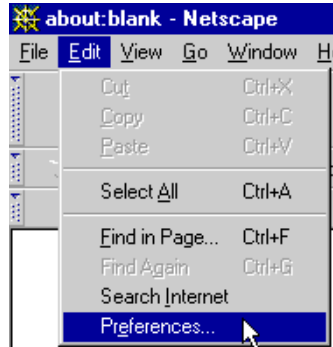 about:blank - Netscape
File Edit View Go Window H
Cut Ctrl+X
Copy Ctrl+C
Paste Ctrl+V
Select All Ctrl+A
Find in Page... Ctrl+F
Find Again Ctrl+G
Search Internet
Preferences...